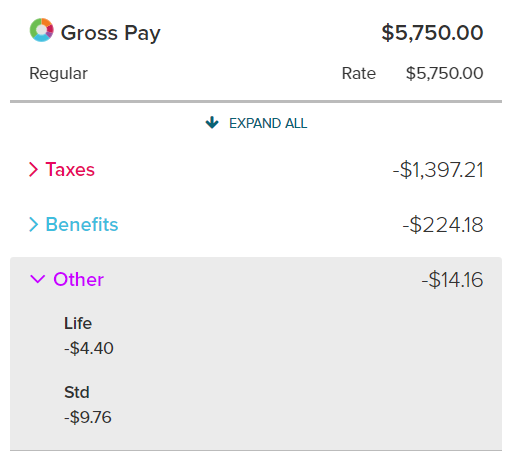 Gross Pay $5,750.00
Regular Rate $5,750.00
EXPAND ALL
Taxes -$1,397.21
Benefits -$224.18
Other -$14.16
Life
-$4.40
Std
-$9.76